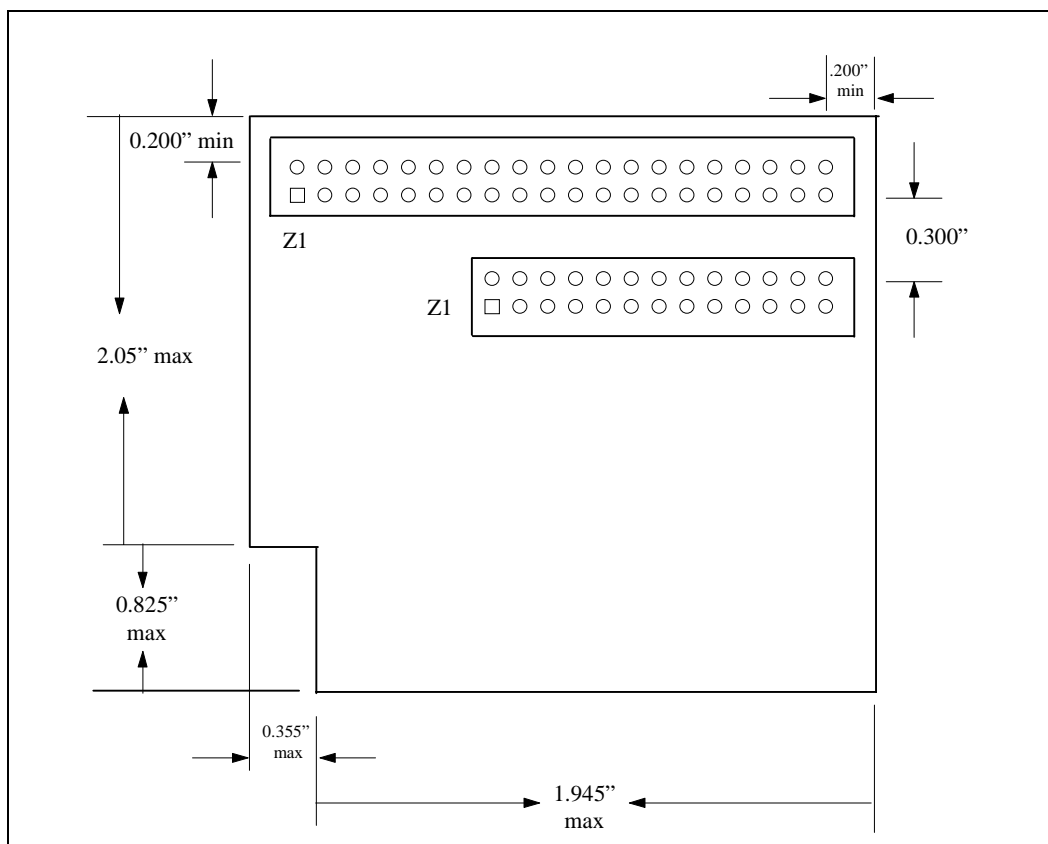 .200”
min
0.200” min
0.300”
Z1
Z1
2.05” max
0.825”
max
0.355”
max
1.945”
max